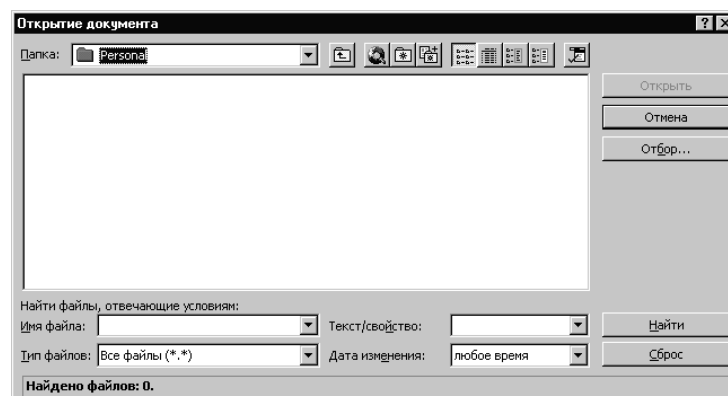 Открытие документа
Папка: Personal
Открыть
Отмена
Отбор...
Найти файлы, отвечающие условиям:
Имя файла: Текст/свойство: Найти
Тип файлов: Все файлы (*.*) Дата изменения: любое время Сброс
Найдено файлов: 0.